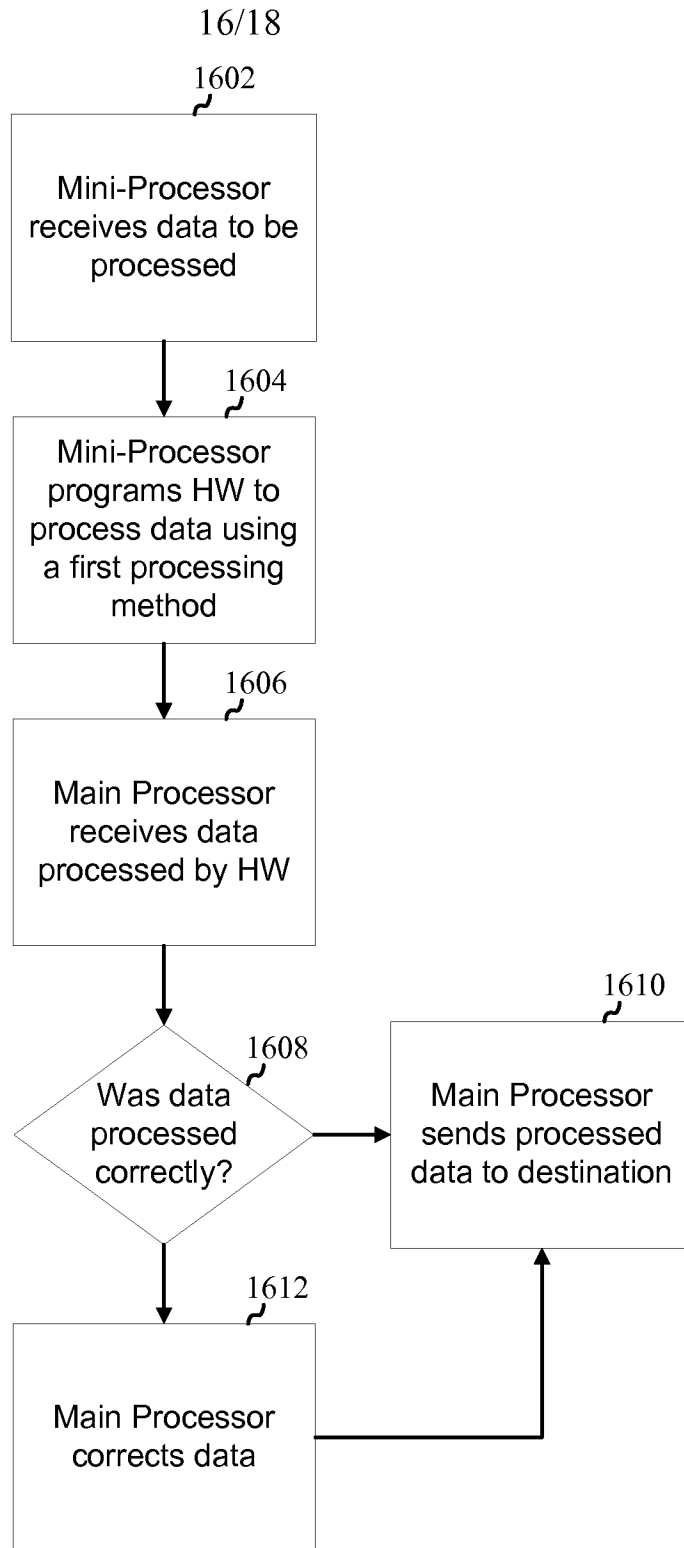 16/18
1602
Mini-Processor
receives data to be
processed
1604
Mini-Processor
programs HW to
process data using
a first processing
method
1606
Main Processor
receives data
processed by HW
1608
Was data
processed
correctly?
1610
Main Processor
sends processed
data to destination
1612
Main Processor
corrects data